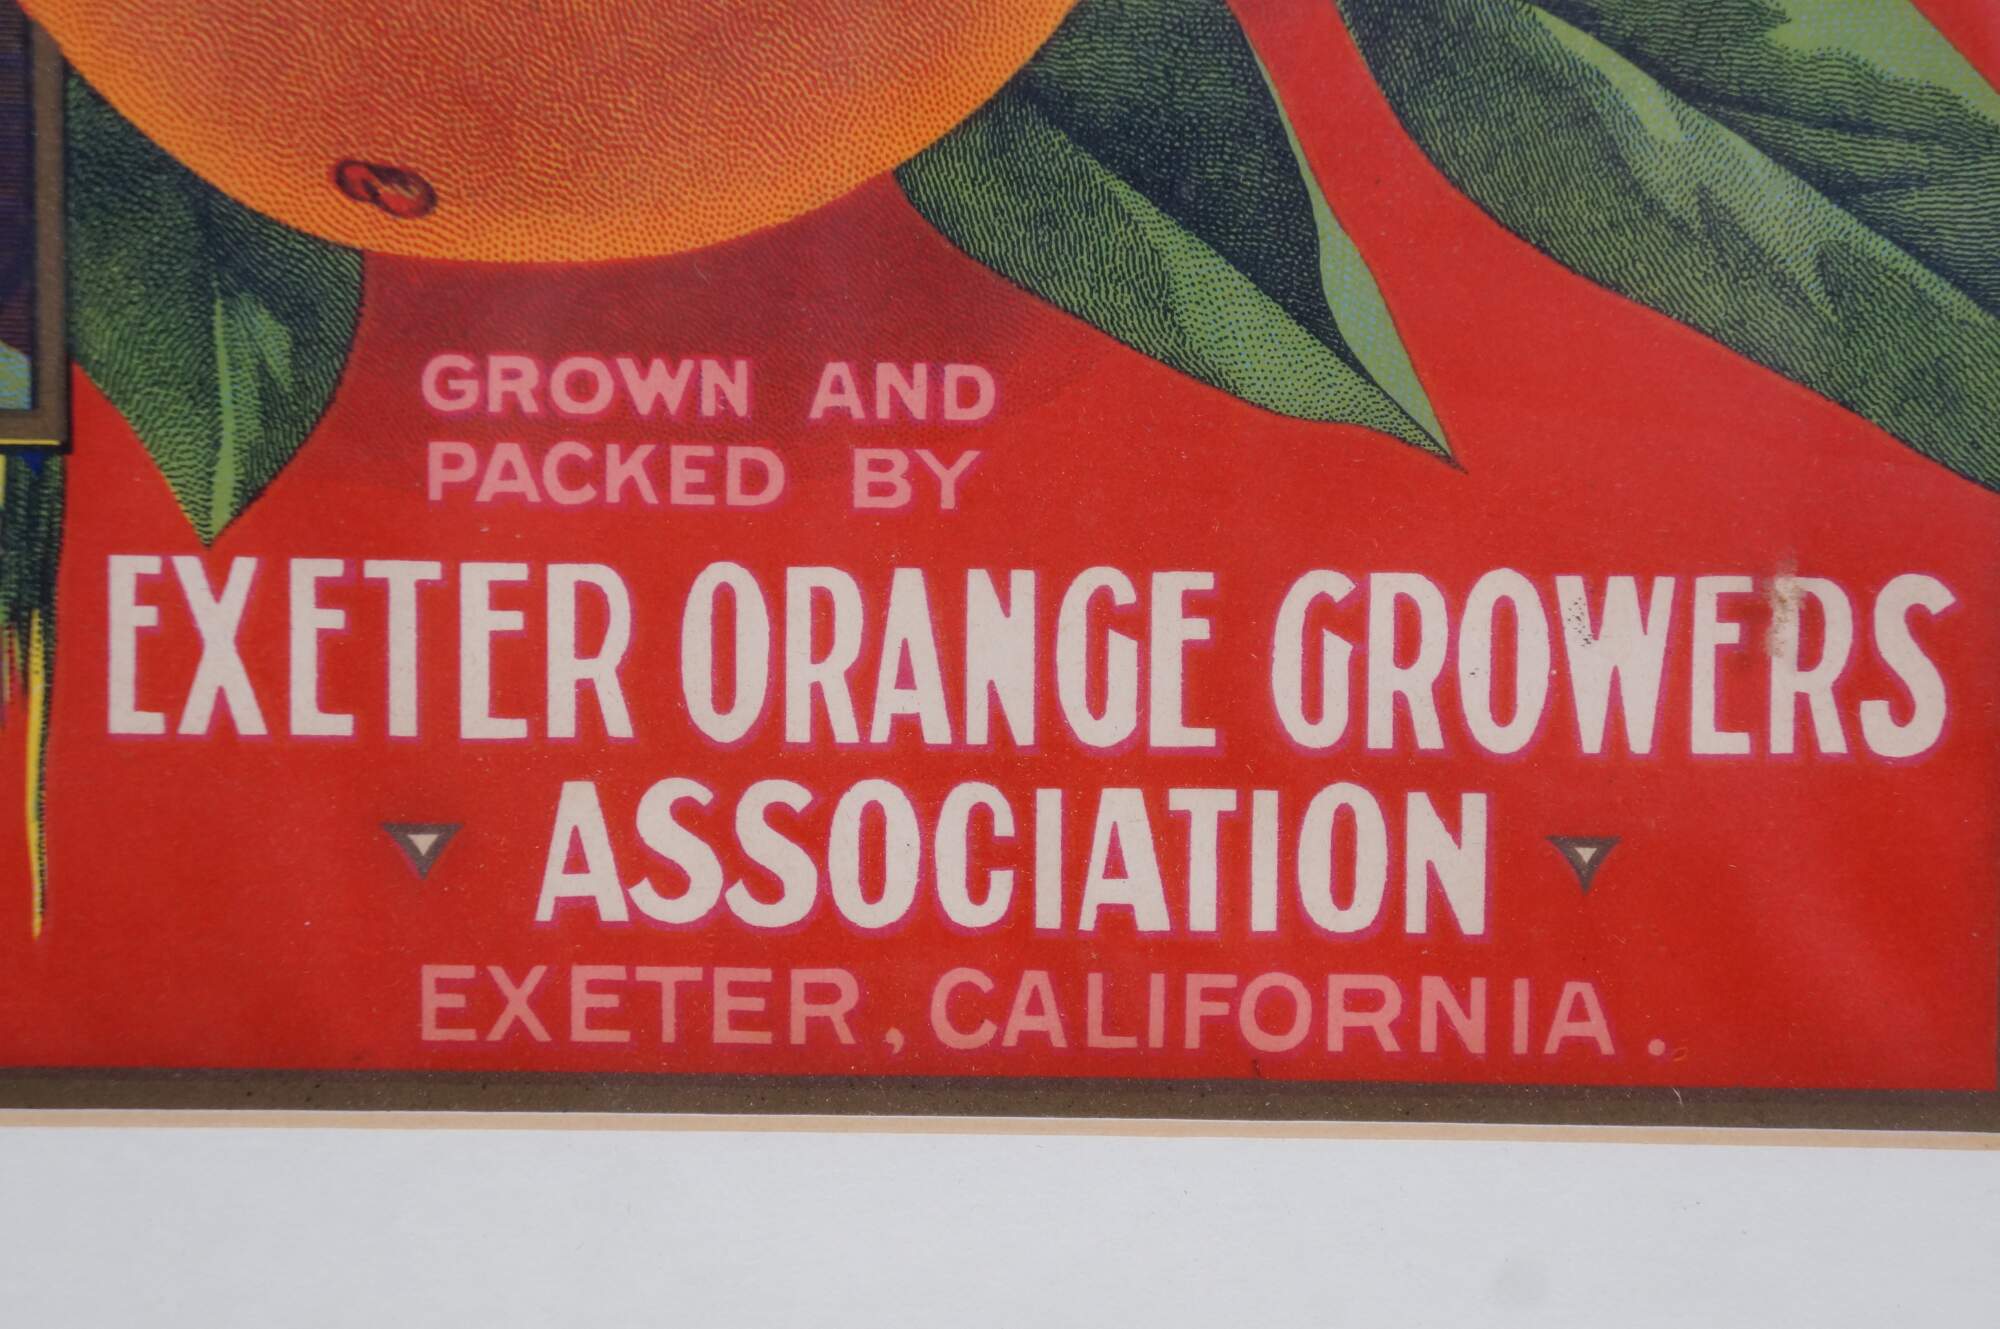 GROWN AND
PACKED BY
EXETER ORANGE GROWERS
ASSOCIATION
EXETER, CALIFORNIA.